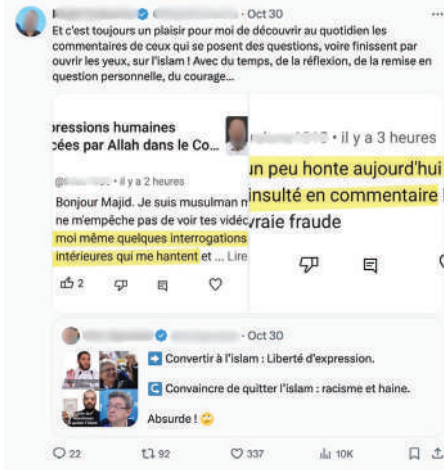 · Oct 30
Et c'est toujours un plaisir pour moi de découvrir au quotidien les
commentaires de ceux qui se posent des questions, voire finissent par
ouvrir les yeux, sur l'islam ! Avec du temps, de la réflexion, de la remise en
question personnelle, du courage...
ressions humaines
cées par Allah dans le Co...
• il y a 2 heures
Bonjour Majid. Je suis musulman n
ne m'empêche pas de voir tes vidéc
moi même quelques interrogations
intérieures qui me hantent et ... Lire
2
• il y a 3 heures
un peu honte aujourd'hui
insulté en commentaire
vraie fraude
· Oct 30
Convertir à l'islam : Liberté d'expression.
Convaincre de quitter l'islam : racisme et haine.
Absurde !
22 92 337 10K